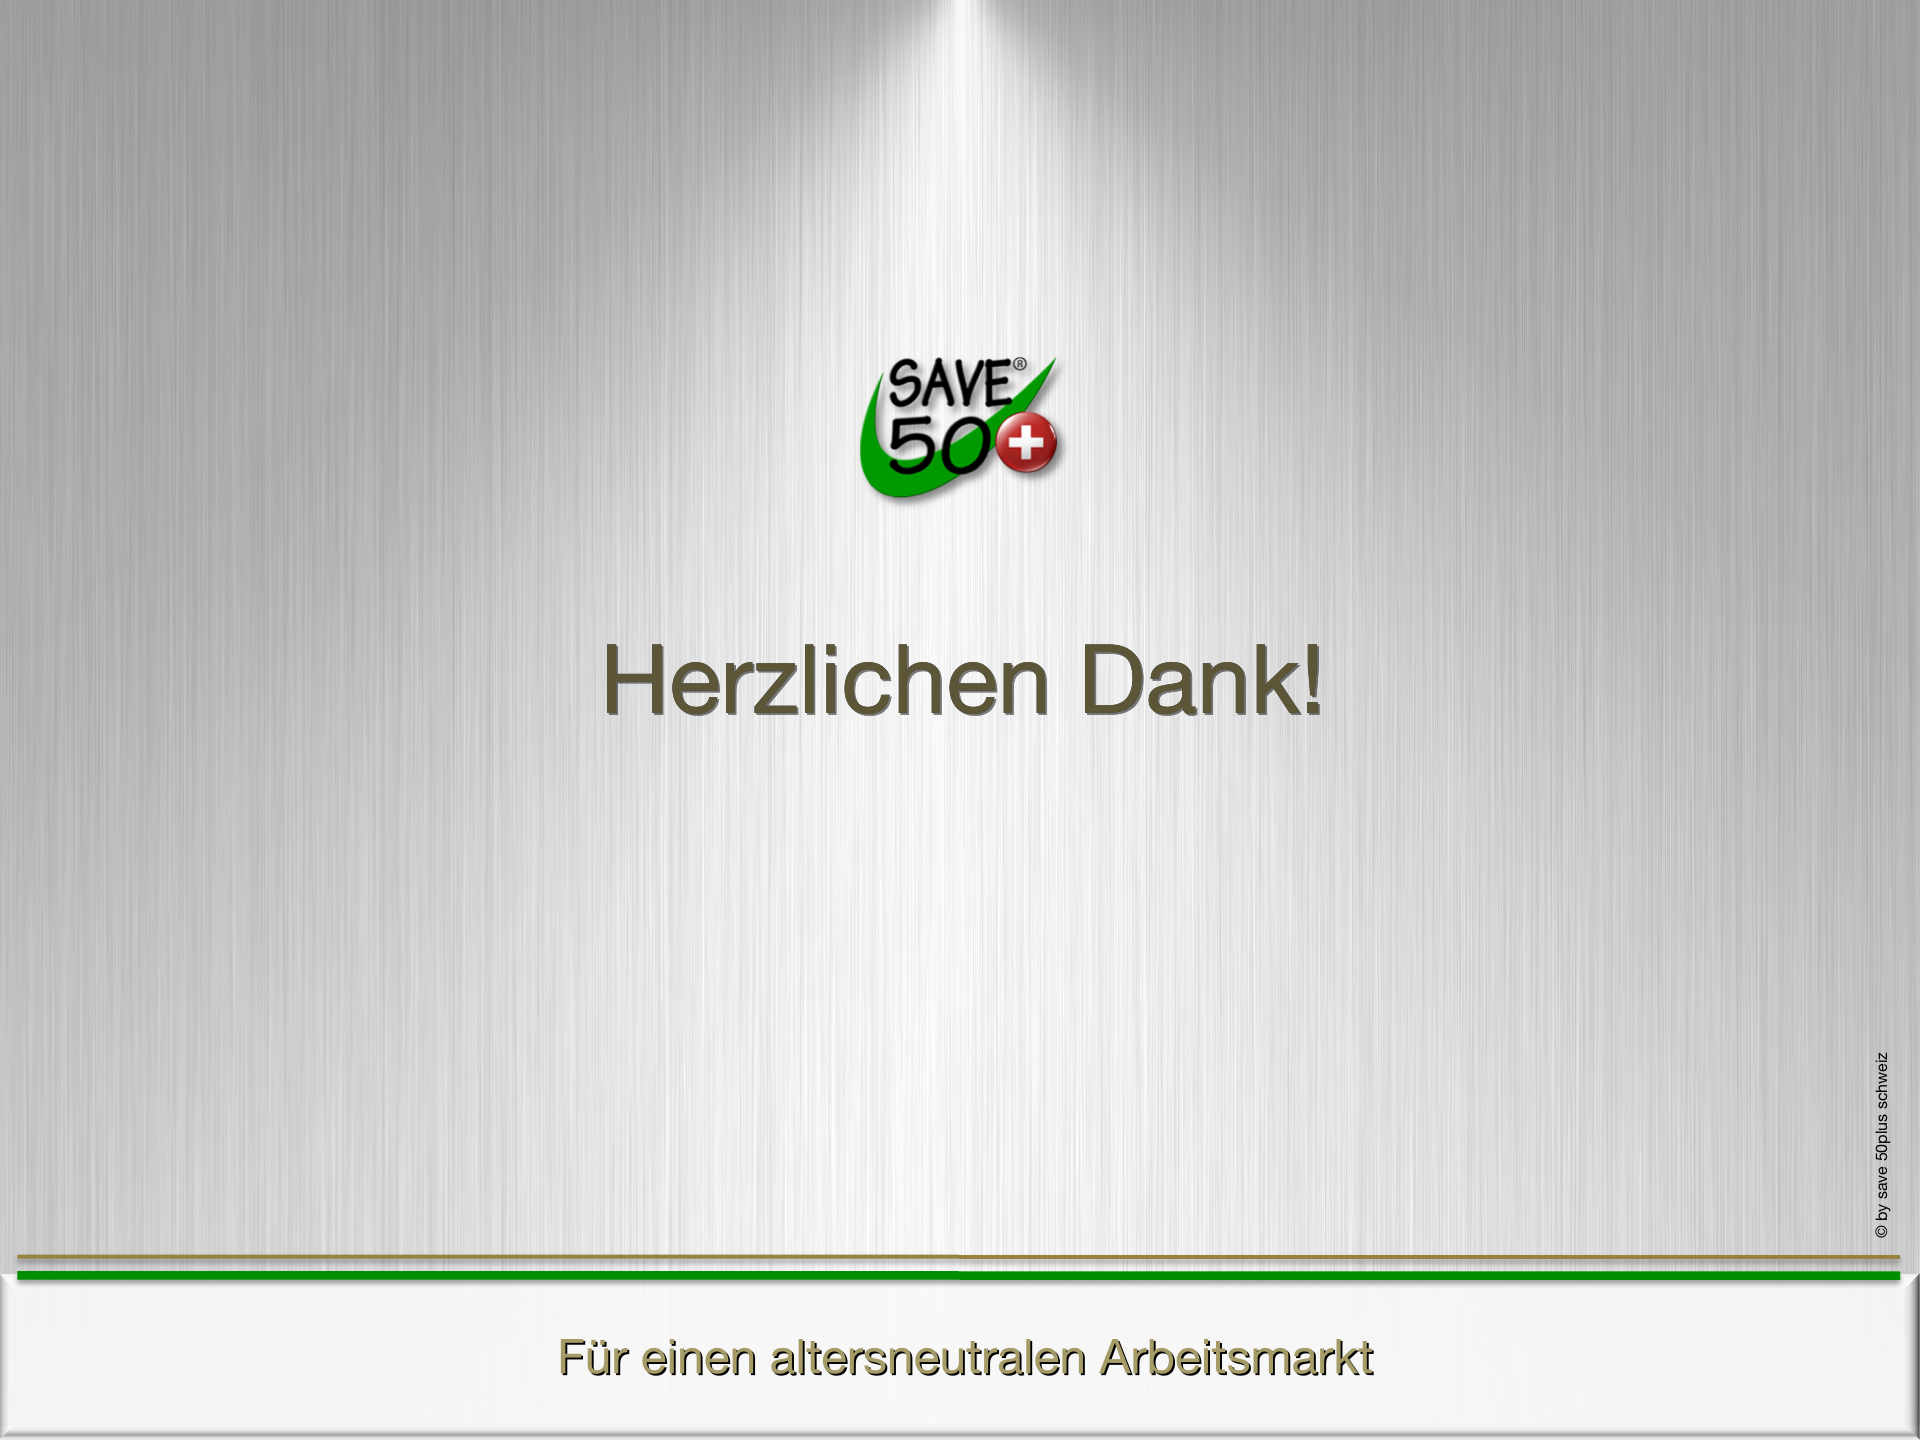 SAVE®
50+
Herzlichen Dank!
© by save 50plus schweiz
Für einen altersneutralen Arbeitsmarkt